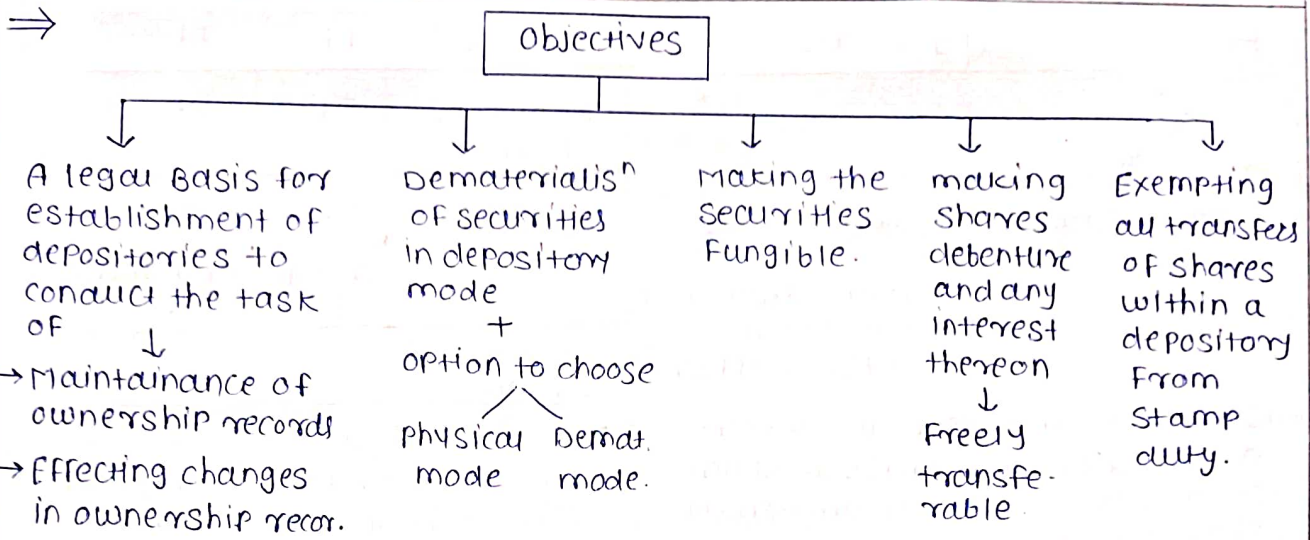 ⇒
Objectives
A legal Basis for
establishment of
depositories to
conduct the task
of
↓
→ Maintainance of
ownership records
→ Effecting changes
in ownership recor.
Dematerialisⁿ
of securities
in depository
mode
+
option to choose
Physical Demat.
mode mode.
Making the
securities
Fungible.
making
shares
debenture
and any
interest
thereon
↓
Freely
transfe-
rable
Exempting
all transfers
of shares
within a
depository
From
Stamp
duty.